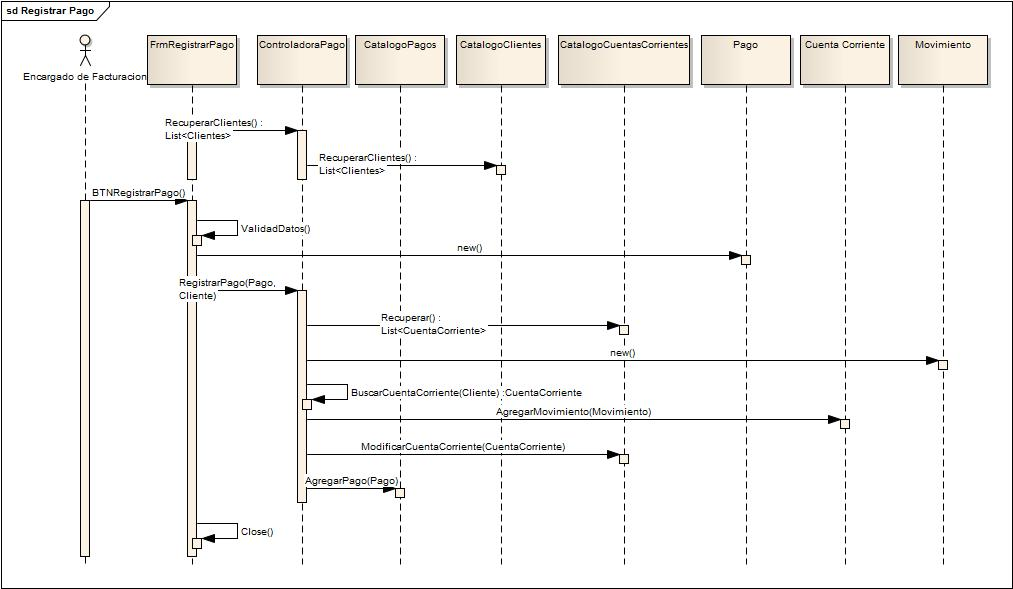 sd Registrar Pago
Encargado de Facturacion
FrmRegistrarPago
ControladoraPago
CatalogoPagos
CatalogoClientes
CatalogoCuentasCorrientes
Pago
Cuenta Corriente
Movimiento
RecuperarClientes() :
List<Clientes>
RecuperarClientes() :
List<Clientes>
BTNRegistrarPago()
ValidadDatos()
new()
RegistrarPago(Pago,
Cliente)
Recuperar() :
List<CuentaCorriente>
new()
BuscarCuentaCorriente(Cliente) :CuentaCorriente
AgregarMovimiento(Movimiento)
ModificarCuentaCorriente(CuentaCorriente)
AgregarPago(Pago)
Close()